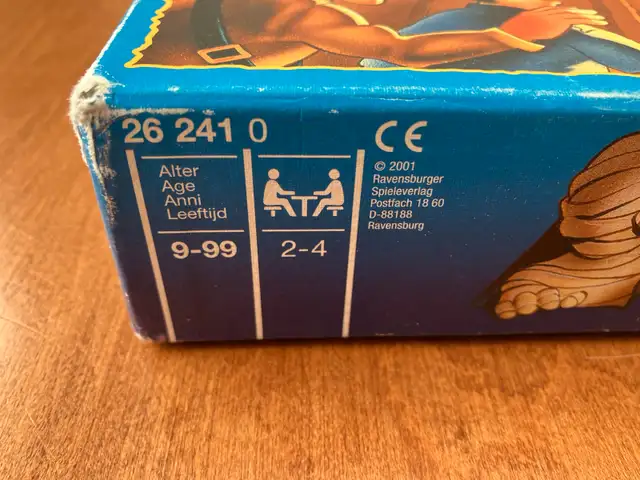 26 241 0
Alter
Age
Anni
Leeftijd
9-99
2-4
CE
© 2001
Ravensburger
Spieleverlag
Postfach 18 60
D-88188
Ravensburg